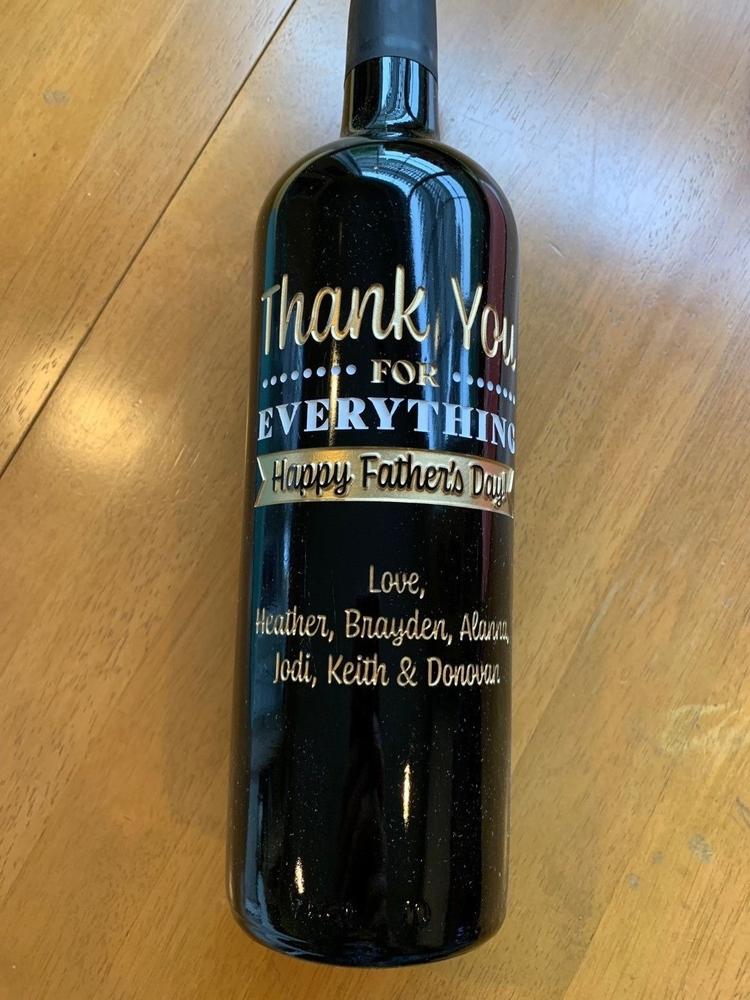 Thank You
FOR
EVERYTHING
Happy Father's Day!
Love,
Heather, Brayden, Alanna,
Jodi, Keith & Donovan